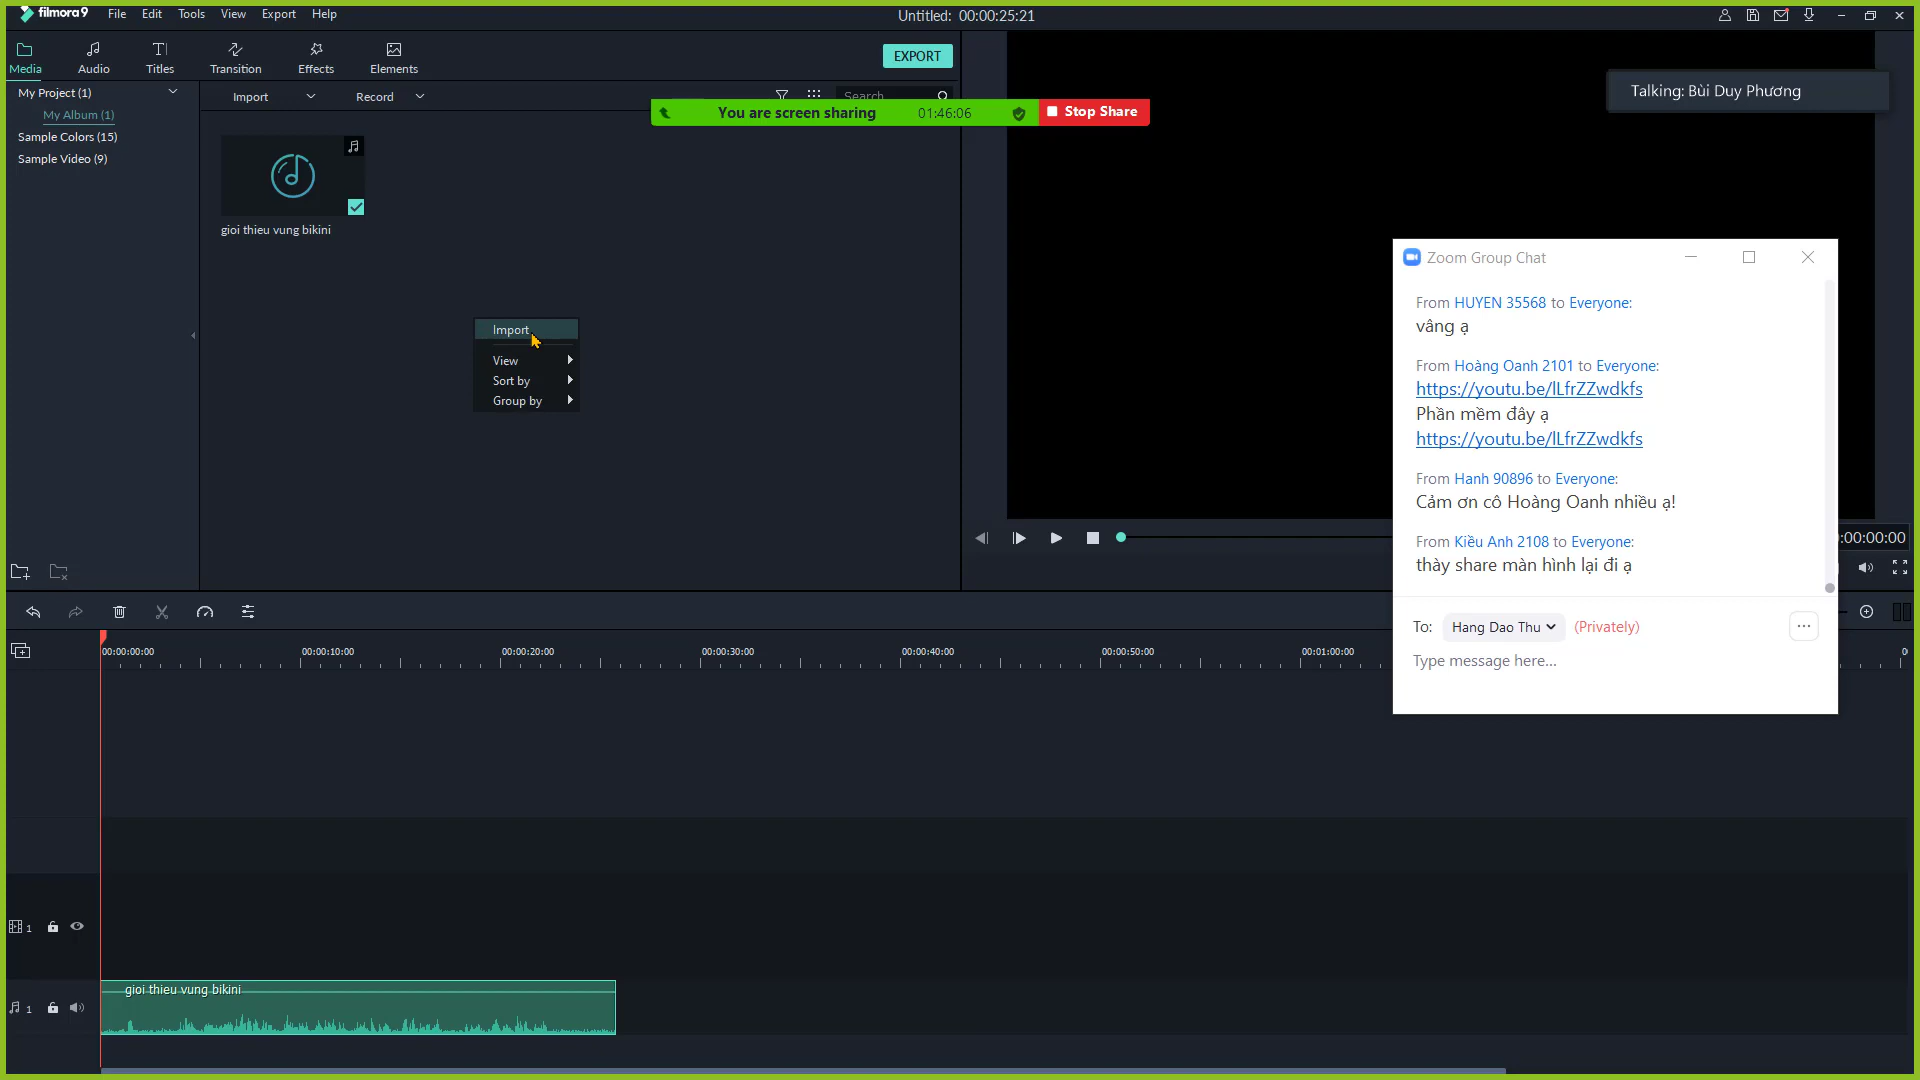 filmora9
File Edit Tools View Export Help
Untitled: 00:00:25:21
Media Audio Titles Transition Effects Elements
EXPORT
My Project (1)
My Album (1)
Sample Colors (15)
Sample Video (9)
Import Record Search
You are screen sharing 01:46:06 Stop Share
Talking: Bùi Duy Phương
gioi thieu vung bikini
Import
View
Sort by
Group by
Zoom Group Chat
From HUYEN 35568 to Everyone:
vâng ạ
From Hoàng Oanh 2101 to Everyone:
https://youtu.be/lLfrZZwdkfs
Phần mềm đây ạ
https://youtu.be/lLfrZZwdkfs
From Hanh 90896 to Everyone:
Cảm ơn cô Hoàng Oanh nhiều ạ!
From Kiều Anh 2108 to Everyone:
thày share màn hình lại đi ạ
To: Hang Dao Thu (Privately)
Type message here...
:00:00:00
00:00:00:00 00:00:10:00 00:00:20:00 00:00:30:00 00:00:40:00 00:00:50:00 00:01:00:00
1
gioi thieu vung bikini
1